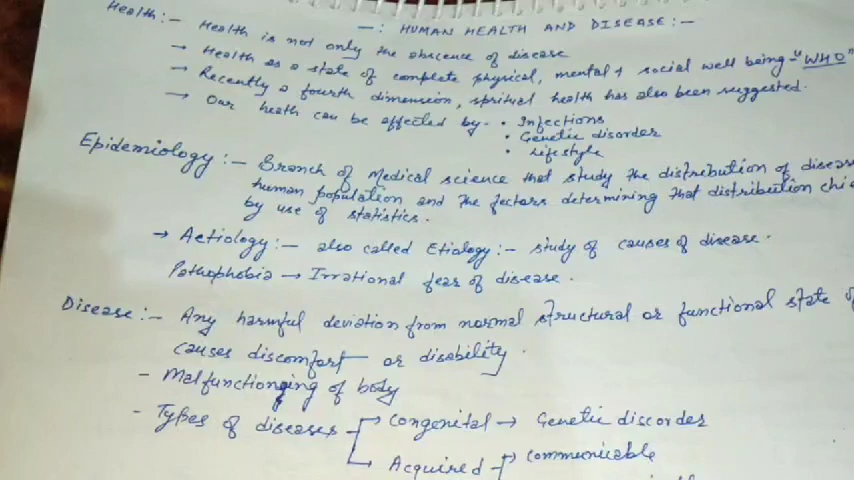 -: HUMAN HEALTH AND DISEASE:-
Health:- Health is not only the abscence of disease
→ Health as a state of complete physical, mental + social well being-"WHO"
→ Recently a fourth dimension, spritual health has also been suggested.
→ Our heath can be affected by- • Infections
• Genetic disorder
• Lifestyle
Epidemiology:- Branch of Medical science that study the distribution of diseas
human population and the factors determining that distribution chi
by use of statistics.
→ Aetiology:- also called Etiology:- study of causes of disease.
Pathophobia → Irrational fear of disease.
Disease:- Any harmful deviation from normal structural or functional state of
causes discomfort or disability.
- Malfunctionging of body
- Types of diseases → Congenital → Genetic discorder
→ Acquired → Communicable